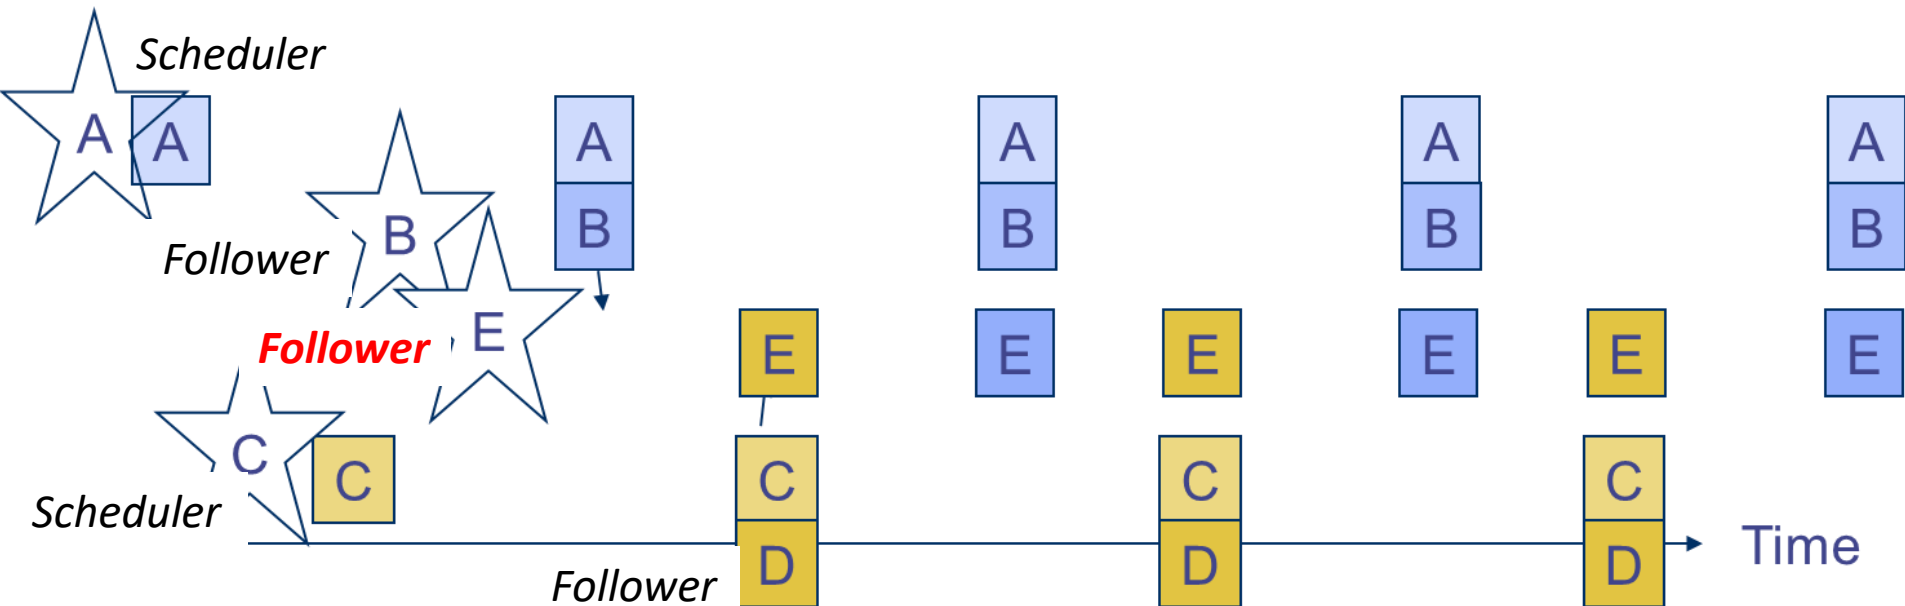 Scheduler
A A A A A A
B B B B B
Follower
Follower E E E E E E
C C C C C
Scheduler
Time
D D D
Follower